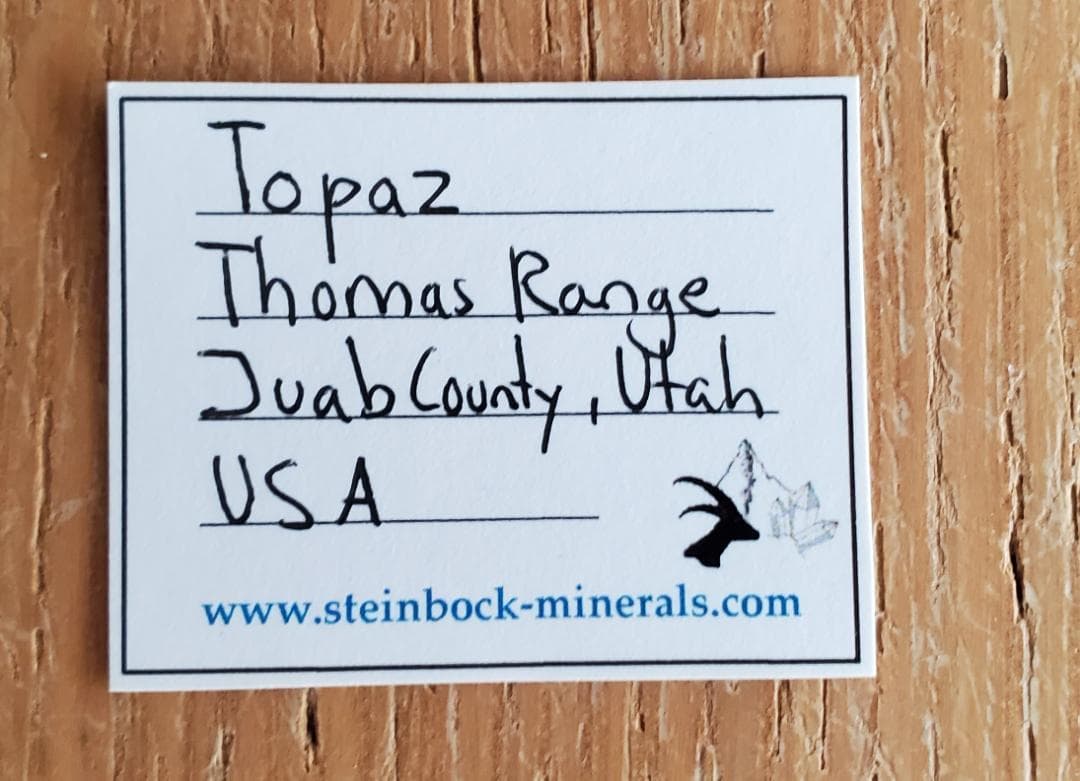 Topaz
Thomas Range
Juab County, Utah
USA
www.steinbock-minerals.com